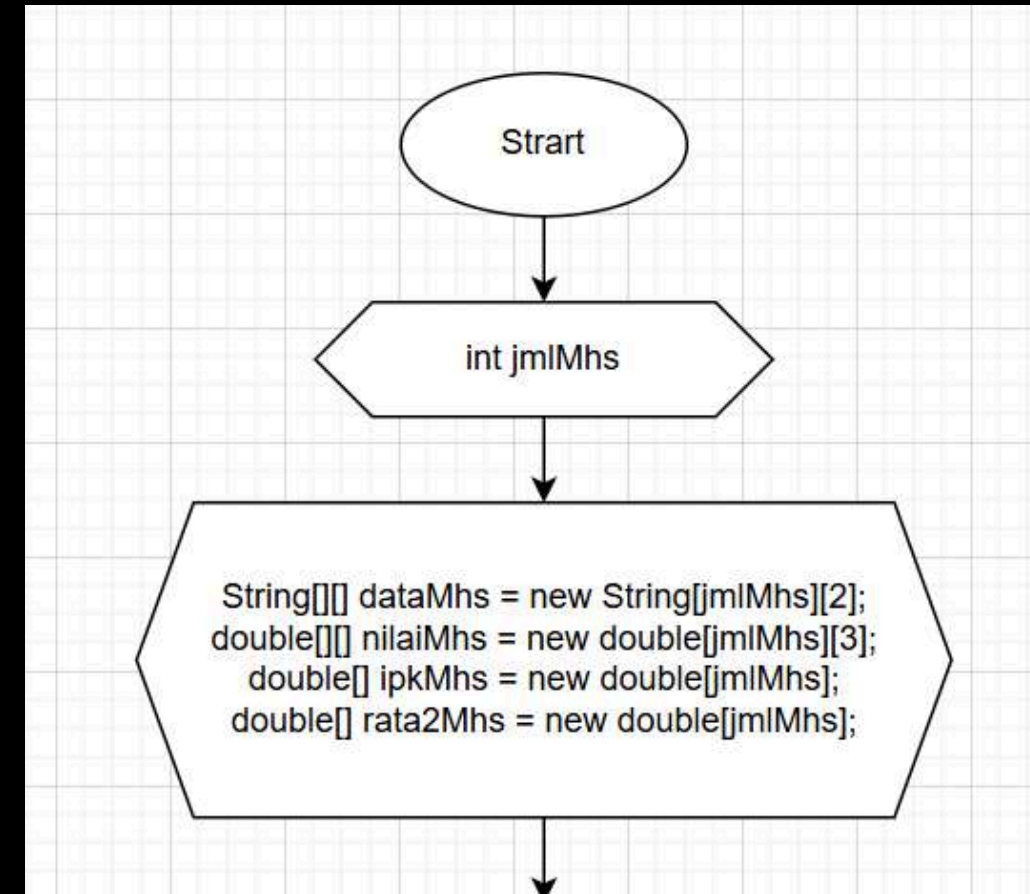 Strart
int jmlMhs
String[][] dataMhs = new String[jmlMhs][2];
double[][] nilaiMhs = new double[jmlMhs][3];
double[] ipkMhs = new double[jmlMhs];
double[] rata2Mhs = new double[jmlMhs];